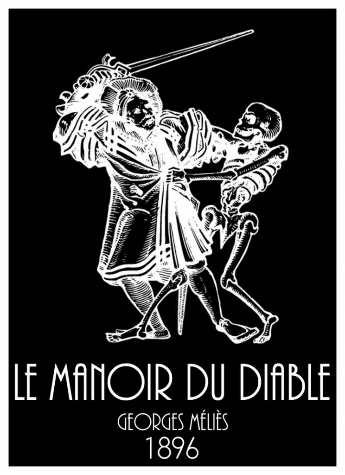 LE MANOIR DU DIABLE
GEORGES MÉLIÈS
1896